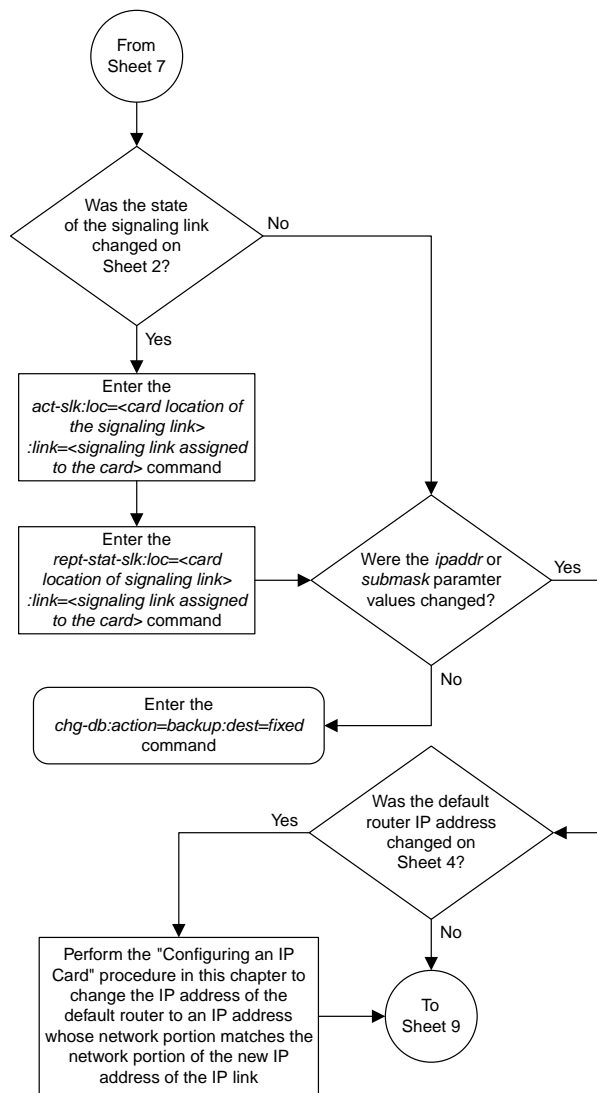 From
Sheet 7
Was the state
of the signaling link
changed on
Sheet 2?
No
Yes
Enter the
act-slk:loc=<card location of
the signaling link>
:link=<signaling link assigned
to the card> command
Enter the
rept-stat-slk:loc=<card
location of signaling link>
:link=<signaling link assigned
to the card> command
Were the ipaddr or
submask paramter
values changed?
Yes
No
Enter the
chg-db:action=backup:dest=fixed
command
Was the default
router IP address
changed on
Sheet 4?
Yes
No
Perform the "Configuring an IP
Card" procedure in this chapter to
change the IP address of the
default router to an IP address
whose network portion matches the
network portion of the new IP
address of the IP link
To
Sheet 9